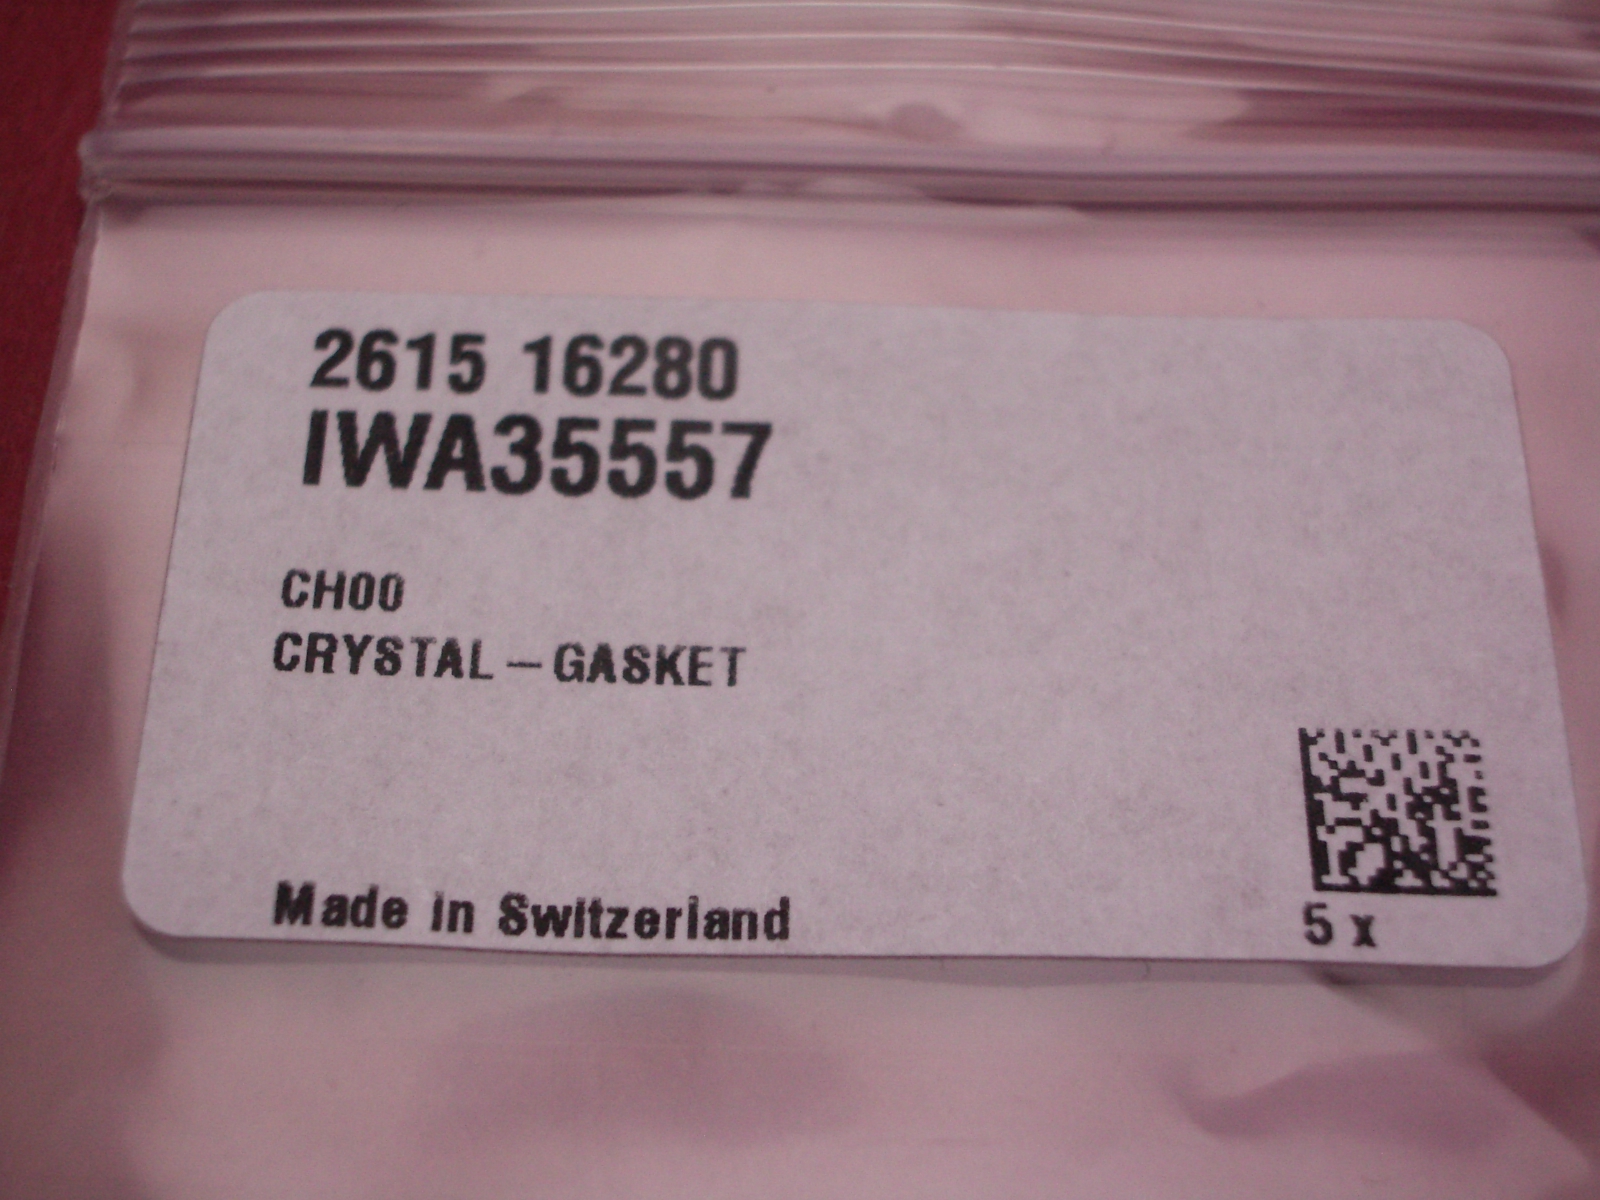 2615 16280
IWA35557
CH00
CRYSTAL-GASKET
Made in Switzerland
5 x